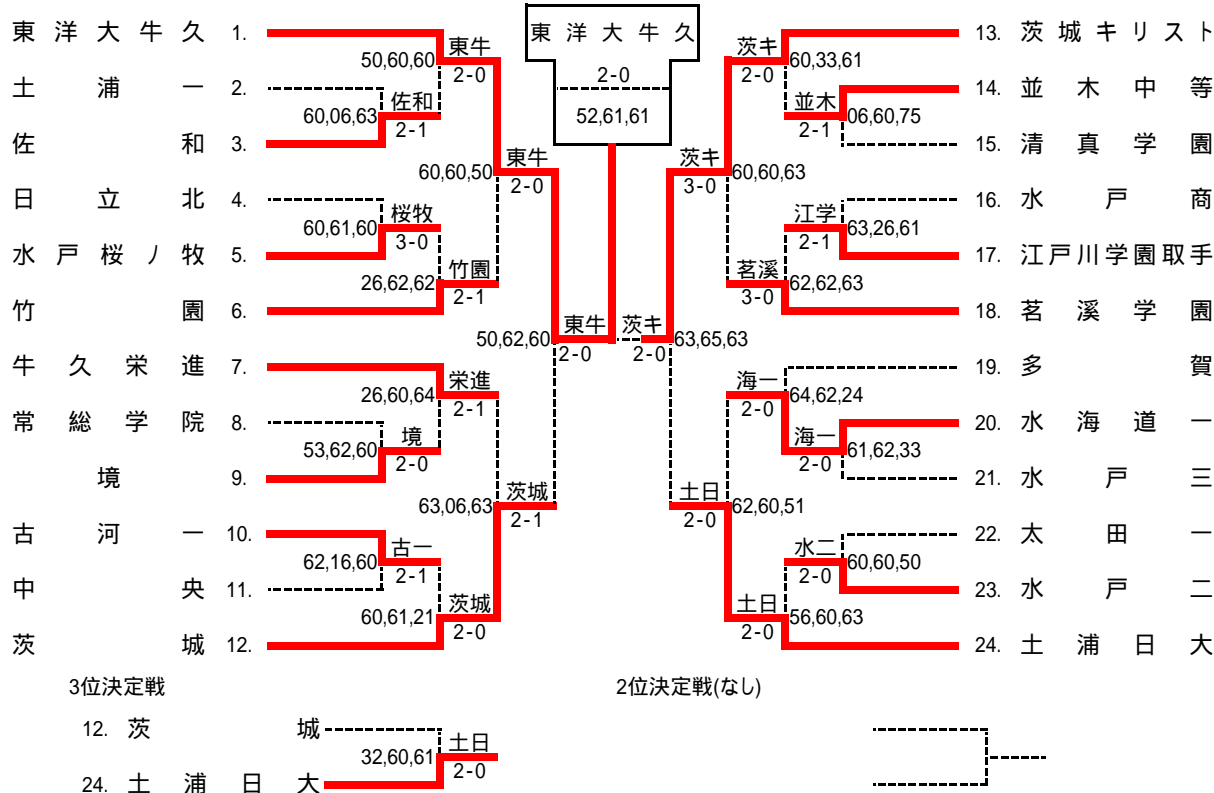 東洋大牛久
2-0
52,61,61
東洋大牛久 1.
土浦一 2.
佐和 3.
日立北 4.
水戸桜ノ牧 5.
竹園 6.
牛久栄進 7.
常総学院 8.
境 9.
古河一 10.
中央 11.
茨城 12.
50,60,60 東牛 2-0
60,06,63 佐和 2-1
60,60,50 東牛 2-0
60,61,60 桜牧 3-0
26,62,62 竹園 2-1
50,62,60 東牛 2-0
26,60,64 栄進 2-1
53,62,60 境 2-0
63,06,63 茨城 2-1
62,16,60 古一 2-1
60,61,21 茨城 2-0
茨キ 2-0 60,33,61
並木 2-1 06,60,75
茨キ 3-0 60,60,63
江学 2-1 63,26,61
茗溪 3-0 62,62,63
茨キ 2-0 63,65,63
海一 2-0 64,62,24
海一 2-0 61,62,33
土日 2-0 62,60,51
水二 2-0 60,60,50
土日 2-0 56,60,63
13. 茨城キリスト
14. 並木中等
15. 清真学園
16. 水戸商
17. 江戸川学園取手
18. 茗溪学園
19. 多賀
20. 水海道一
21. 水戸三
22. 太田一
23. 水戸二
24. 土浦日大
3位決定戦
12. 茨城
24. 土浦日大
32,60,61 土日 2-0
2位決定戦(なし)